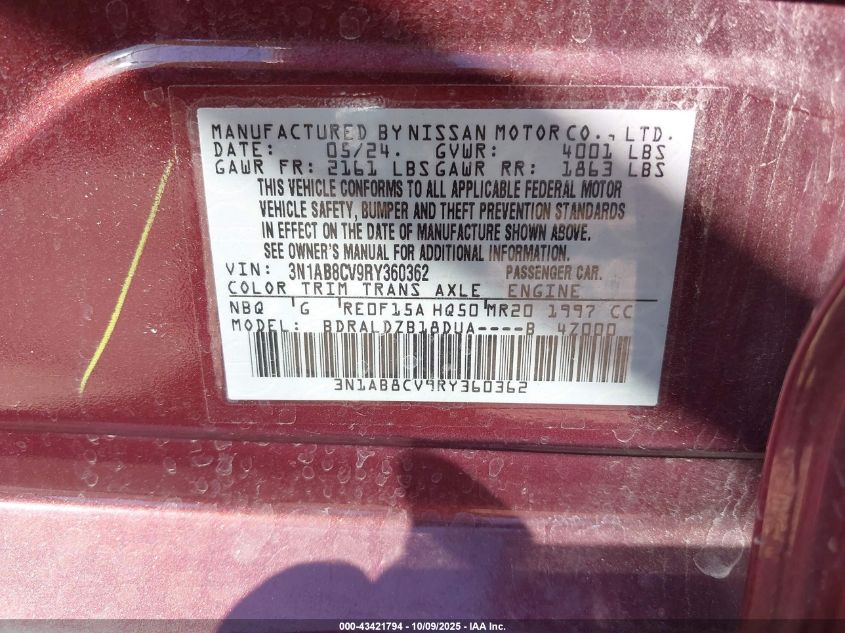 MANUFACTURED BY NISSAN MOTOR CO., LTD.
DATE: 05/24. GVWR: 4001 LBS
GAWR FR: 2161 LBS GAWR RR: 1863 LBS
THIS VEHICLE CONFORMS TO ALL APPLICABLE FEDERAL MOTOR
VEHICLE SAFETY, BUMPER AND THEFT PREVENTION STANDARDS
IN EFFECT ON THE DATE OF MANUFACTURE SHOWN ABOVE.
SEE OWNER'S MANUAL FOR ADDITIONAL INFORMATION.
VIN: 3N1AB8CV9RY360362 PASSENGER CAR.
COLOR TRIM TRANS AXLE ENGINE
NBQ G RE0F15A HQ50 MR20 1997 CC
MODEL: BDRALDZB18DUA----B 47000
3N1AB8CV9RY360362
000-43421794 - 10/09/2025 - IAA Inc.